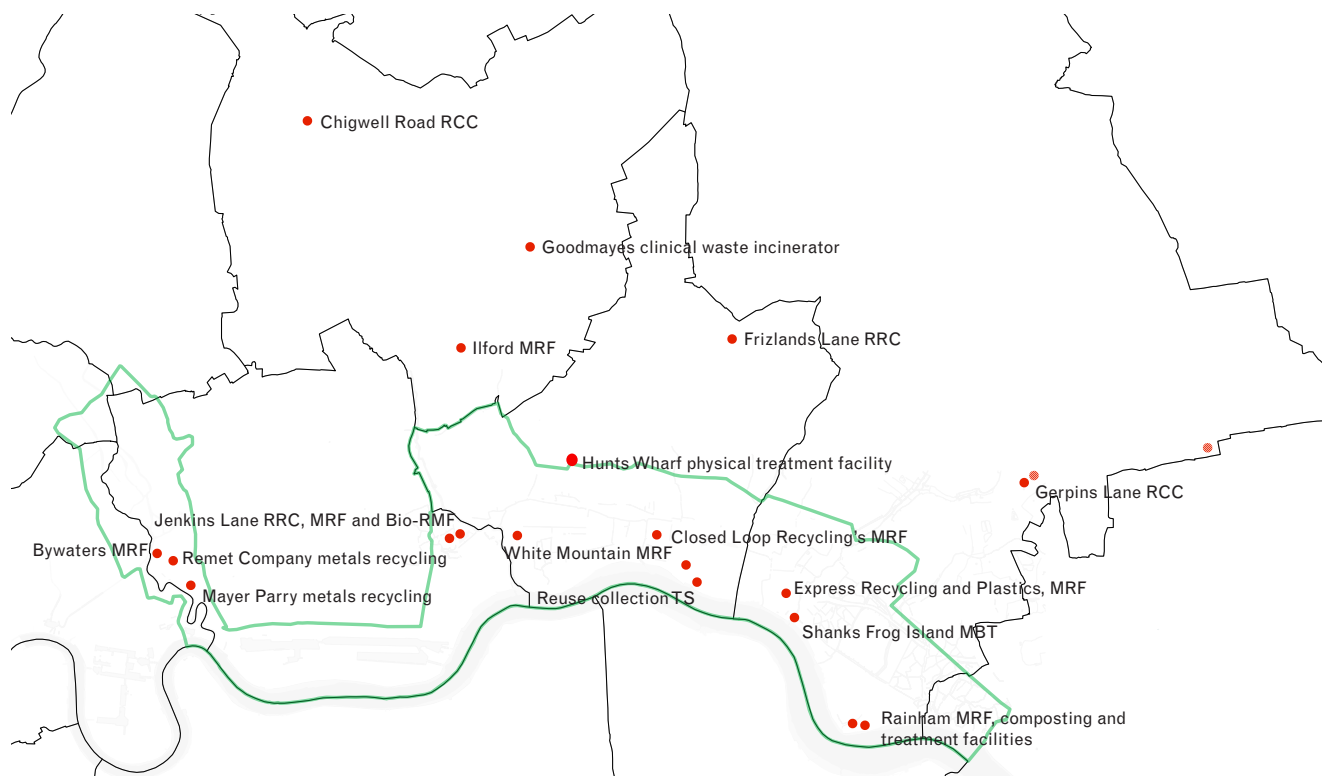 Chigwell Road RCC
Goodmayes clinical waste incinerator
Frizlands Lane RRC
Ilford MRF
Hunts Wharf physical treatment facility
Gerpins Lane RCC
Jenkins Lane RRC, MRF and Bio-RMF
Closed Loop Recycling's MRF
Bywaters MRF
White Mountain MRF
Remet Company metals recycling
Express Recycling and Plastics, MRF
Mayer Parry metals recycling
Reuse collection TS
Shanks Frog Island MBT
Rainham MRF, composting and
treatment facilities